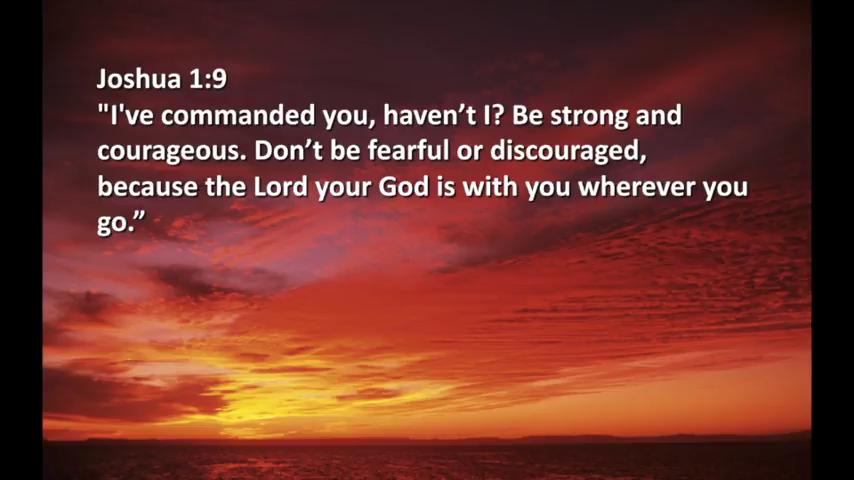 Joshua 1:9
"I've commanded you, haven’t I? Be strong and
courageous. Don’t be fearful or discouraged,
because the Lord your God is with you wherever you
go.”